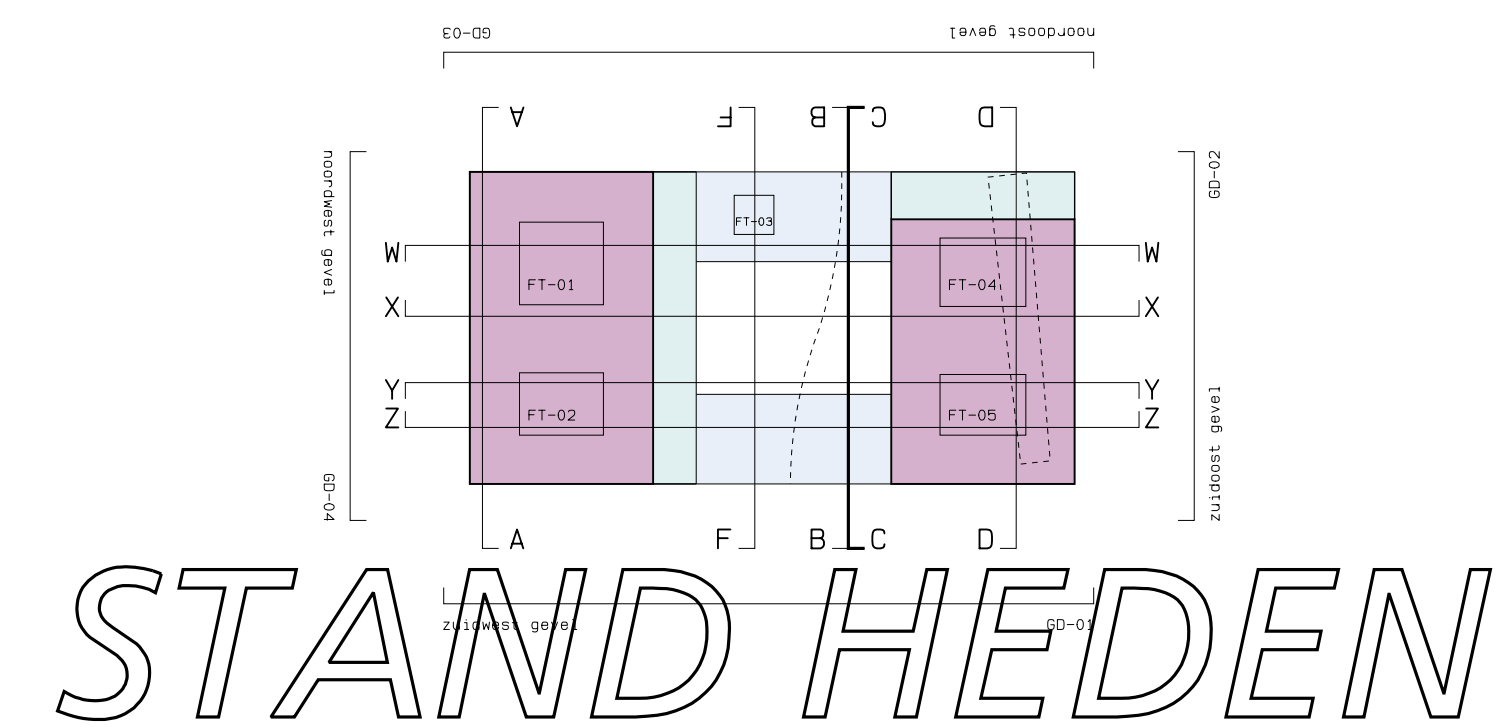 GD-03 noordoost gevel
A F B C D
noordwest gevel
GD-04
GD-02
zuidoost gevel
FT-03
W W
FT-01 FT-04
X X
Y Y
FT-02 FT-05
Z Z
A F B C D
zuidwest gevel GD-01
STAND HEDEN